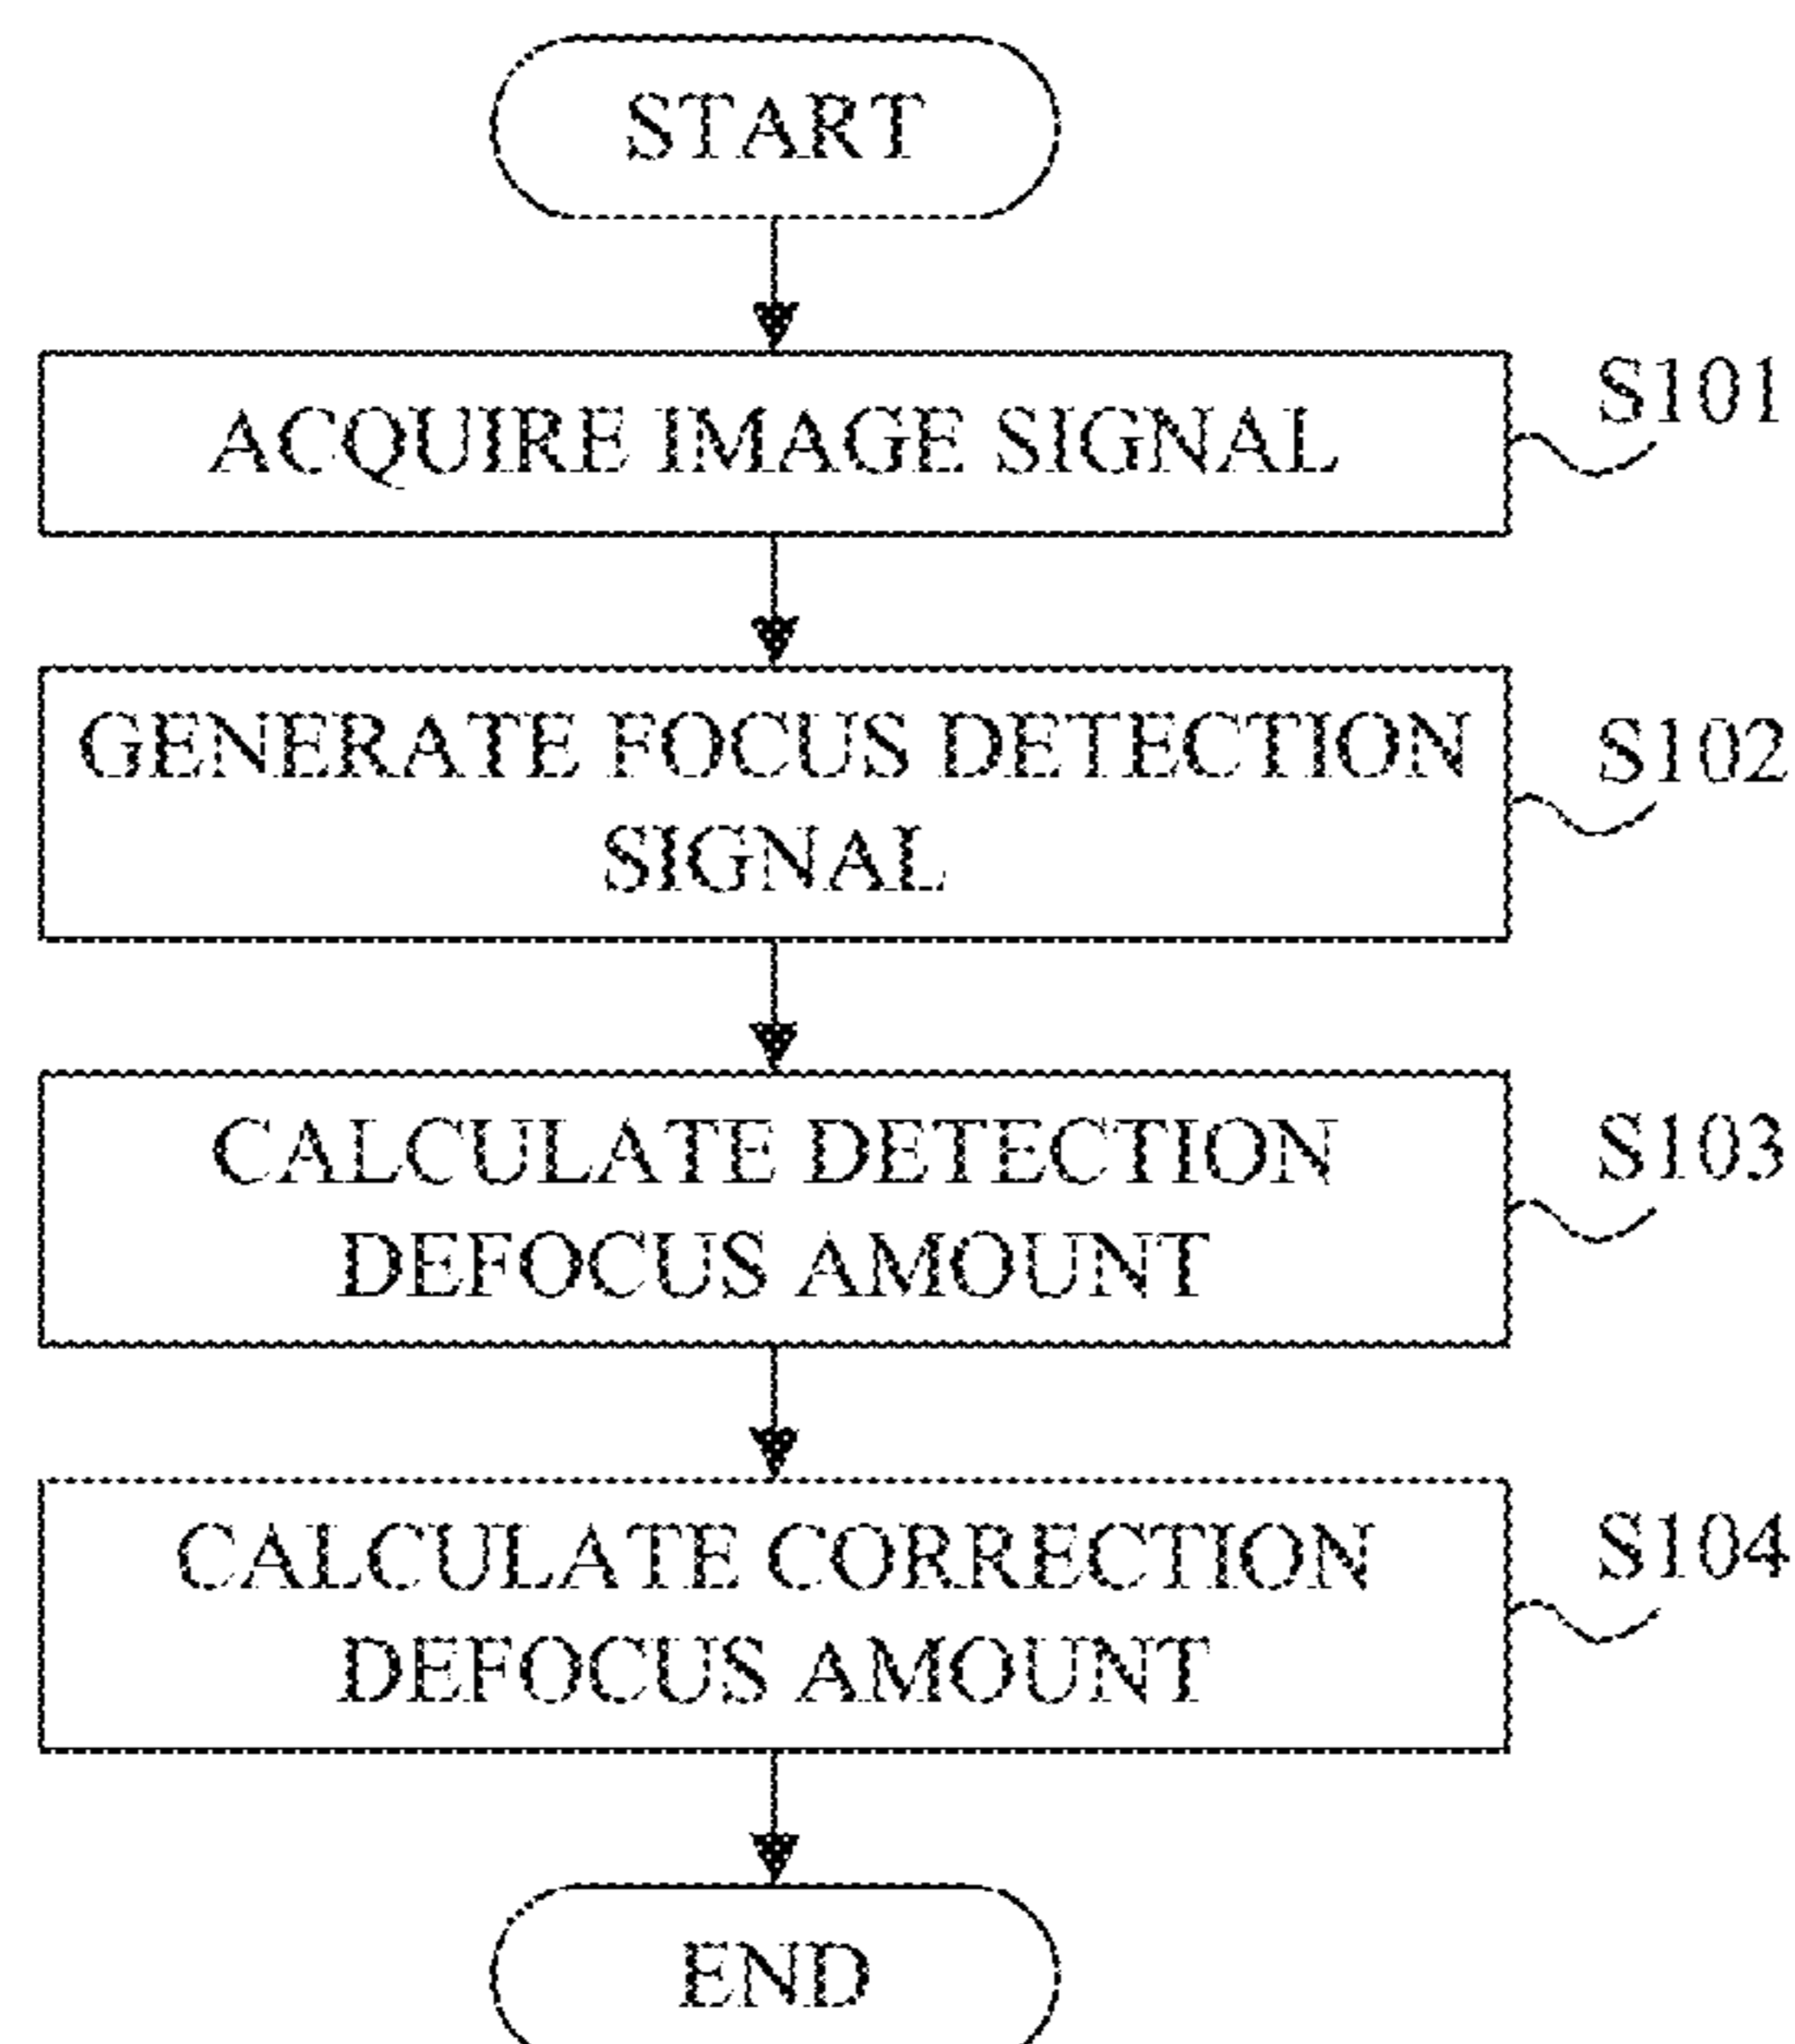 START
ACQUIRE IMAGE SIGNAL
S101
GENERATE FOCUS DETECTION
SIGNAL
S102
CALCULATE DETECTION
DEFOCUS AMOUNT
S103
CALCULATE CORRECTION
DEFOCUS AMOUNT
S104
END